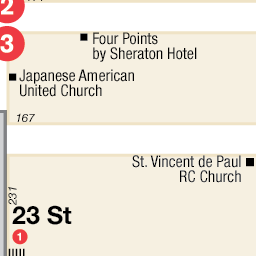 2
3
Four Points
by Sheraton Hotel
Japanese American
United Church
167
St. Vincent de Paul
RC Church
231
23 St
1